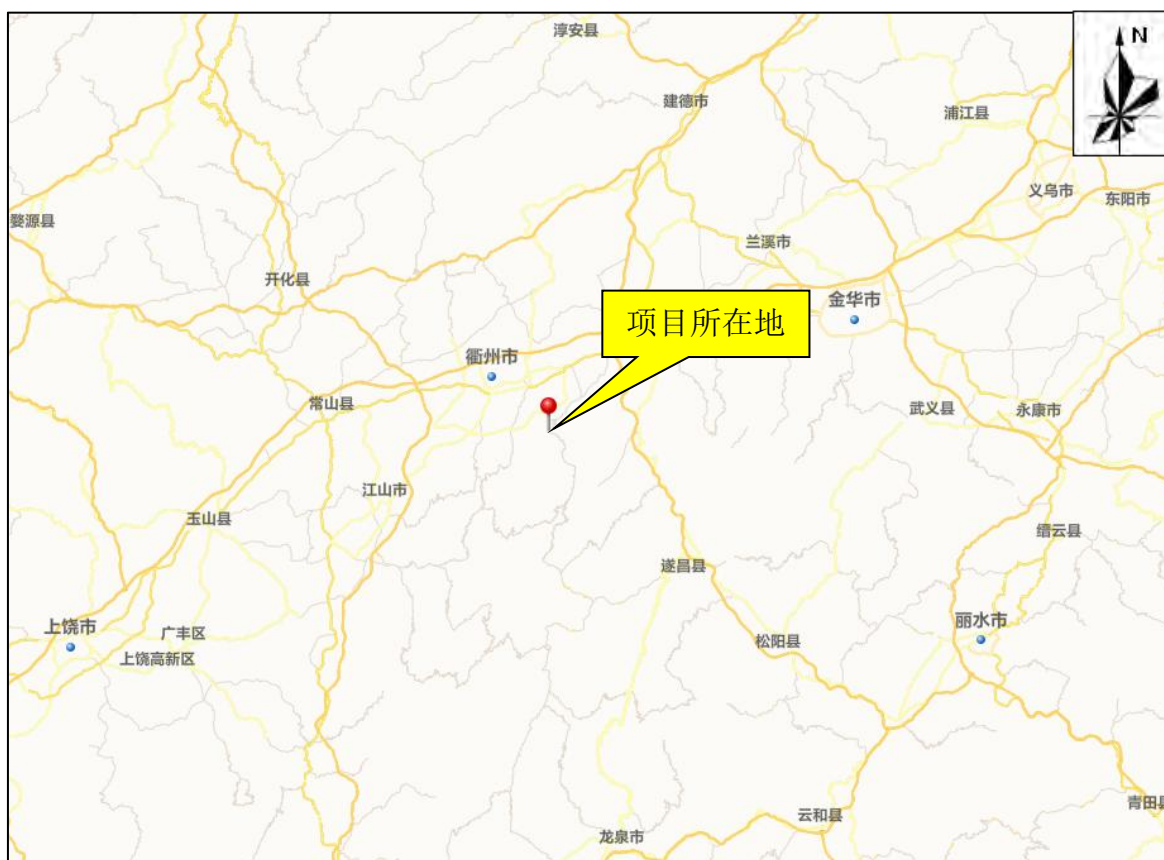 淳安县
N
建德市
浦江县
义乌市
东阳市
婺源县
兰溪市
开化县
金华市
项目所在地
衢州市
常山县
武义县
永康市
江山市
玉山县
缙云县
遂昌县
上饶市
广丰区
丽水市
松阳县
上饶高新区
青田县
云和县
龙泉市